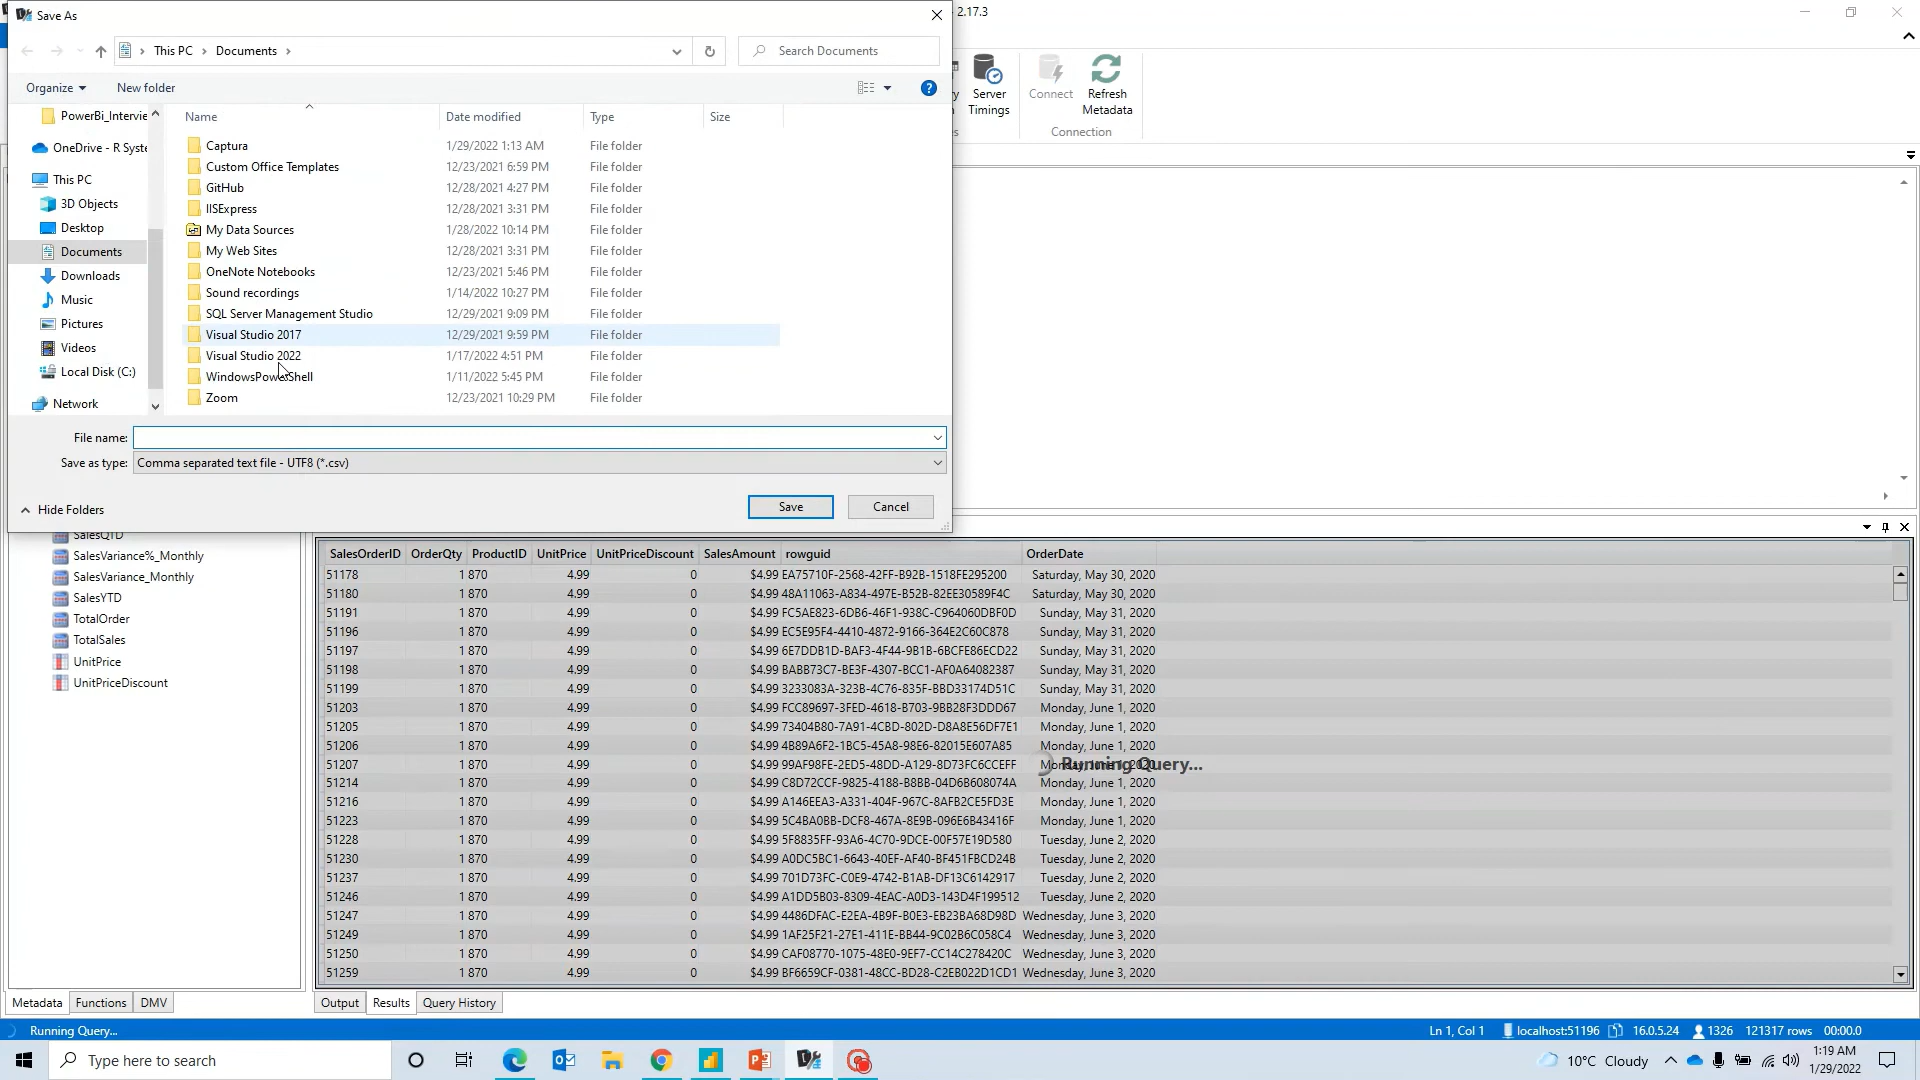 Save As
- 2.17.3
This PC
Documents
Search Documents
Organize
New folder
Server
Timings
Connect
Refresh
Metadata
Connection
PowerBi_Intervie
OneDrive - R Syste
This PC
3D Objects
Desktop
Documents
Downloads
Music
Pictures
Videos
Local Disk (C:)
Network
Name Date modified Type Size
Captura 1/29/2022 1:13 AM File folder
Custom Office Templates 12/23/2021 6:59 PM File folder
GitHub 12/28/2021 4:27 PM File folder
IISExpress 12/28/2021 3:31 PM File folder
My Data Sources 1/28/2022 10:14 PM File folder
My Web Sites 12/28/2021 3:31 PM File folder
OneNote Notebooks 12/23/2021 5:46 PM File folder
Sound recordings 1/14/2022 10:27 PM File folder
SQL Server Management Studio 12/29/2021 9:09 PM File folder
Visual Studio 2017 12/29/2021 9:59 PM File folder
Visual Studio 2022 1/17/2022 4:51 PM File folder
WindowsPowerShell 1/11/2022 5:45 PM File folder
Zoom 12/23/2021 10:29 PM File folder
File name:
Save as type: Comma separated text file - UTF8 (*.csv)
Hide Folders
Save
Cancel
SalesQTD
SalesVariance%_Monthly
SalesVariance_Monthly
SalesYTD
TotalOrder
TotalSales
UnitPrice
UnitPriceDiscount
SalesOrderID OrderQty ProductID UnitPrice UnitPriceDiscount SalesAmount rowguid OrderDate
51178 1 870 4.99 0 $4.99 EA75710F-2568-42FF-B92B-1518FE295200 Saturday, May 30, 2020
51180 1 870 4.99 0 $4.99 48A11063-A834-497E-B52B-82EE30589F4C Saturday, May 30, 2020
51191 1 870 4.99 0 $4.99 FC5AE823-6DB6-46F1-938C-C964060DBF0D Sunday, May 31, 2020
51196 1 870 4.99 0 $4.99 EC5E95F4-4410-4872-9166-364E2C60C878 Sunday, May 31, 2020
51197 1 870 4.99 0 $4.99 6E7DDB1D-BAF3-4F44-9B1B-6BCFE86ECD22 Sunday, May 31, 2020
51198 1 870 4.99 0 $4.99 BABB73C7-BE3F-4307-BCC1-AF0A64082387 Sunday, May 31, 2020
51199 1 870 4.99 0 $4.99 3233083A-323B-4C76-835F-BBD33174D51C Sunday, May 31, 2020
51203 1 870 4.99 0 $4.99 FCC89697-3FED-4618-B703-9BB28F3DDD67 Monday, June 1, 2020
51205 1 870 4.99 0 $4.99 73404B80-7A91-4CBD-802D-D8A8E56DF7E1 Monday, June 1, 2020
51206 1 870 4.99 0 $4.99 4B89A6F2-1BC5-45A8-98E6-82015E607A85 Monday, June 1, 2020
51207 1 870 4.99 0 $4.99 99AF98FE-2ED5-48DD-A129-8D73FC6CCEFF Monday, June 1, 2020
Running Query...
51214 1 870 4.99 0 $4.99 C8D72CCF-9825-4188-B8BB-04D6B608074A Monday, June 1, 2020
51216 1 870 4.99 0 $4.99 A146EEA3-A331-404F-967C-8AFB2CE5FD3E Monday, June 1, 2020
51223 1 870 4.99 0 $4.99 5C4BA0BB-DCF8-467A-8E9B-096E6B43416F Monday, June 1, 2020
51228 1 870 4.99 0 $4.99 5F8835FF-93A6-4C70-9DCE-00F57E19D580 Tuesday, June 2, 2020
51230 1 870 4.99 0 $4.99 A0DC5BC1-6643-40EF-AF40-BF451FBCD24B Tuesday, June 2, 2020
51237 1 870 4.99 0 $4.99 701D73FC-C0E9-4742-B1AB-DF13C6142917 Tuesday, June 2, 2020
51246 1 870 4.99 0 $4.99 A1DD5B03-8309-4EAC-A0D3-143D4F199512 Tuesday, June 2, 2020
51247 1 870 4.99 0 $4.99 4486DFAC-E2EA-4B9F-B0E3-EB23BA68D98D Wednesday, June 3, 2020
51249 1 870 4.99 0 $4.99 1AF25F21-27E1-411E-BB44-9C02B6C058C4 Wednesday, June 3, 2020
51250 1 870 4.99 0 $4.99 CAF08770-1075-48E0-9EF7-CC14C278420C Wednesday, June 3, 2020
51259 1 870 4.99 0 $4.99 BF6659CF-0381-48CC-BD28-C2EB022D1CD1 Wednesday, June 3, 2020
Metadata Functions DMV
Output Results Query History
Running Query...
Ln 1, Col 1 localhost:51196 16.0.5.24 1326 121317 rows 00:00.0
Type here to search
10°C Cloudy
1:19 AM
1/29/2022